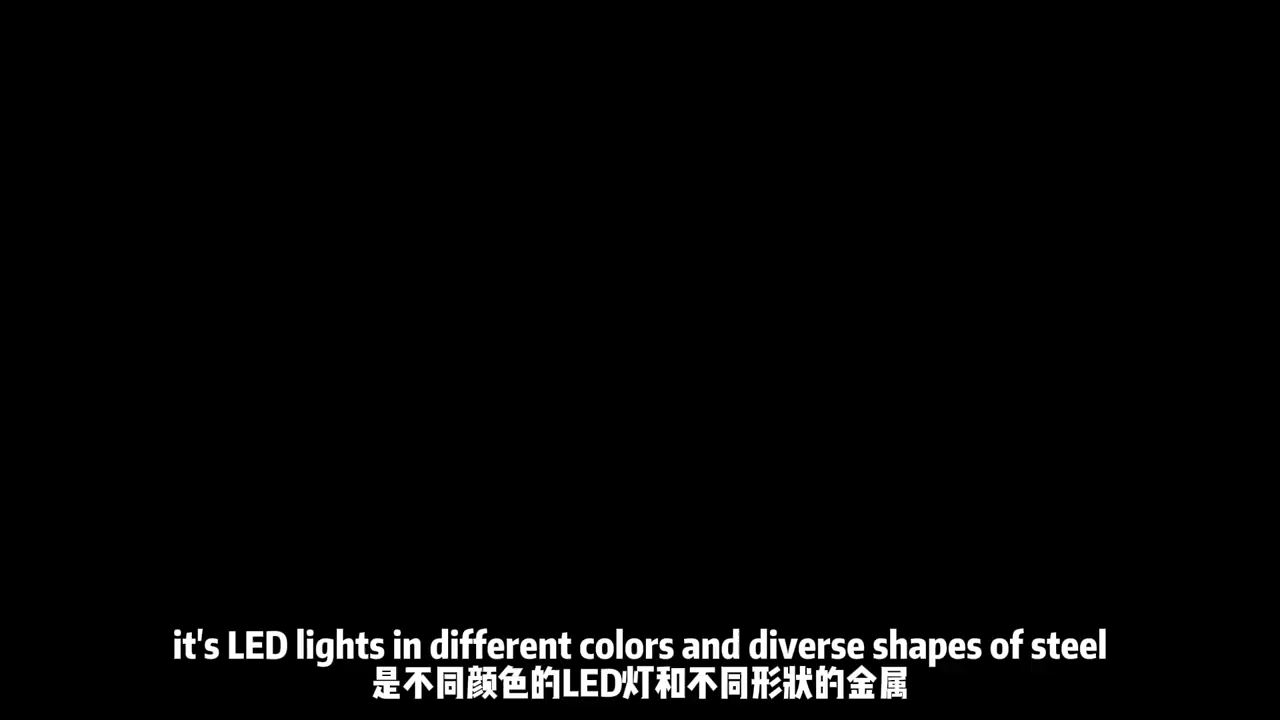 it's LED lights in different colors and diverse shapes of steel
是不同颜色的LED灯和不同形狀的金属